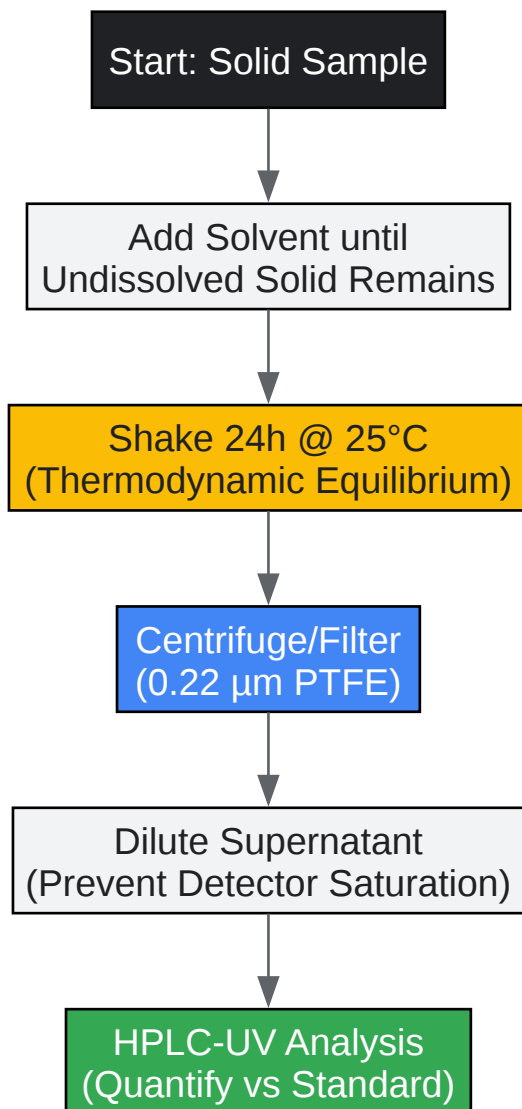 Start: Solid Sample
Add Solvent until
Undissolved Solid Remains
Shake 24h @ 25°C
(Thermodynamic Equilibrium)
Centrifuge/Filter
(0.22 µm PTFE)
Dilute Supernatant
(Prevent Detector Saturation)
HPLC-UV Analysis
(Quantify vs Standard)